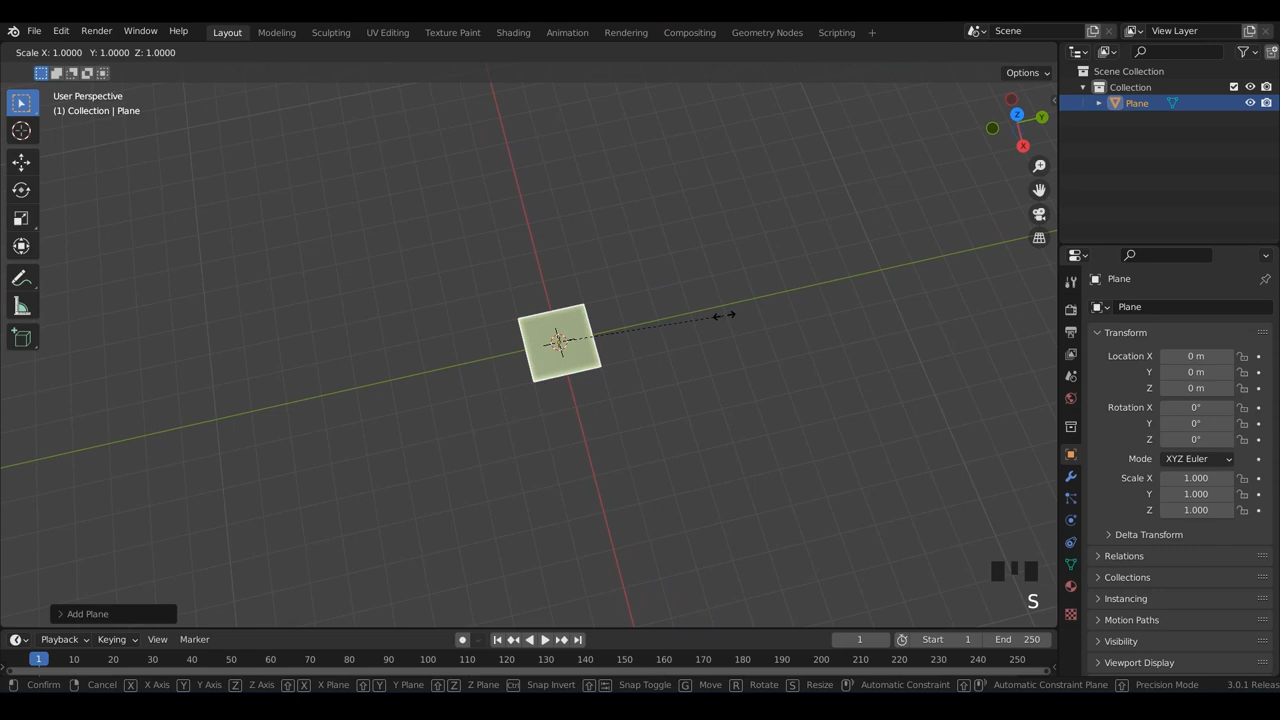 File Edit Render Window Help Layout Modeling Sculpting UV Editing Texture Paint Shading Animation Rendering Compositing Geometry Nodes Scripting + Scene View Layer
Scale X: 1.0000 Y: 1.0000 Z: 1.0000
Options
User Perspective
(1) Collection | Plane
Scene Collection
Collection
Plane
Z
Y
X
Plane
Plane
Transform
Location X 0 m
Y 0 m
Z 0 m
Rotation X 0°
Y 0°
Z 0°
Mode XYZ Euler
Scale X 1.000
Y 1.000
Z 1.000
Delta Transform
Relations
Collections
Instancing
Motion Paths
Visibility
Viewport Display
S
Add Plane
Playback Keying View Marker 1 Start 1 End 250
1 10 20 30 40 50 60 70 80 90 100 110 120 130 140 150 160 170 180 190 200 210 220 230 240 250
Confirm Cancel X X Axis Y Y Axis Z Z Axis X X Plane Y Y Plane Z Z Plane Ctrl Snap Invert Snap Toggle G Move R Rotate S Resize Automatic Constraint Automatic Constraint Plane Precision Mode 3.0.1 Releas